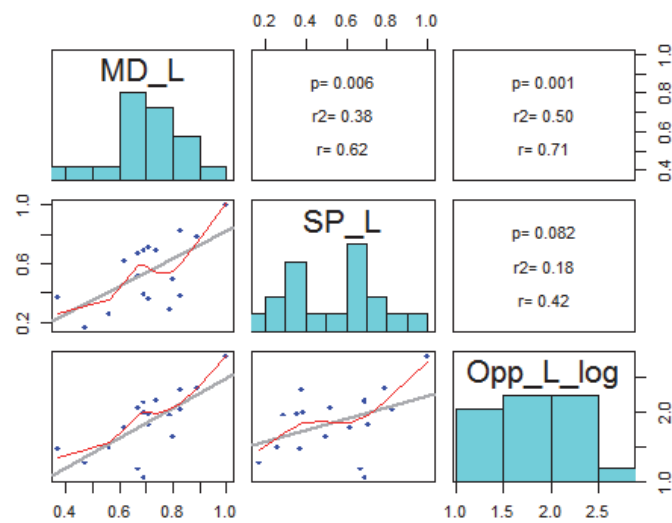 0.2 0.4 0.6 0.8 1.0
MD_L
p= 0.006
r2= 0.38
r= 0.62
p= 0.001
r2= 0.50
r= 0.71
0.4 0.6 0.8 1.0
0.2 0.6 1.0
SP_L
p= 0.082
r2= 0.18
r= 0.42
Opp_L_log
1.0 2.0
0.4 0.6 0.8 1.0
1.0 1.5 2.0 2.5